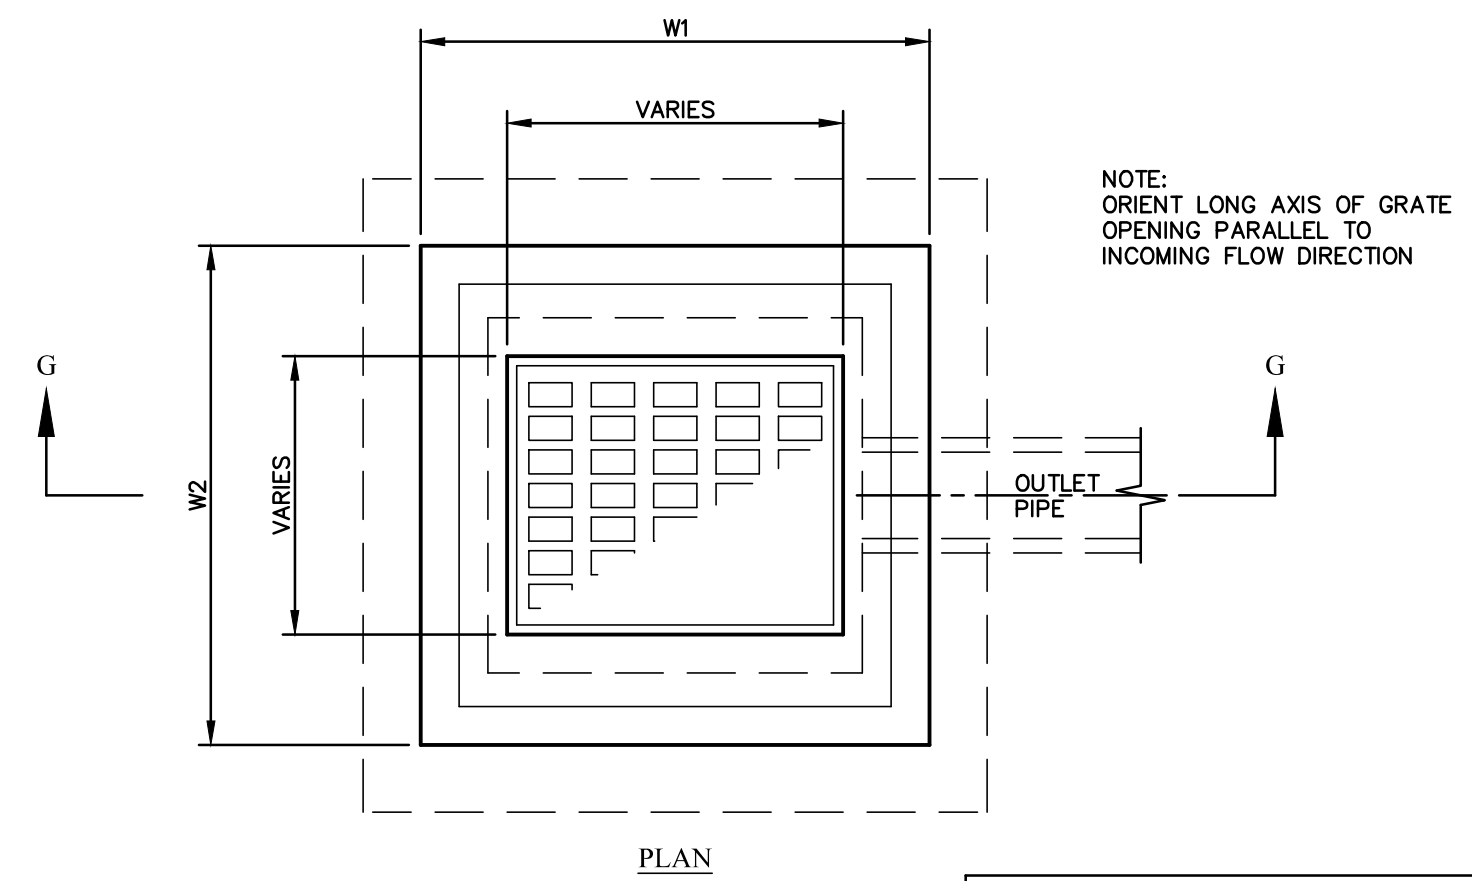 W1
VARIES
NOTE:
ORIENT LONG AXIS OF GRATE
OPENING PARALLEL TO
INCOMING FLOW DIRECTION
G
G
W2
VARIES
OUTLET
PIPE
PLAN